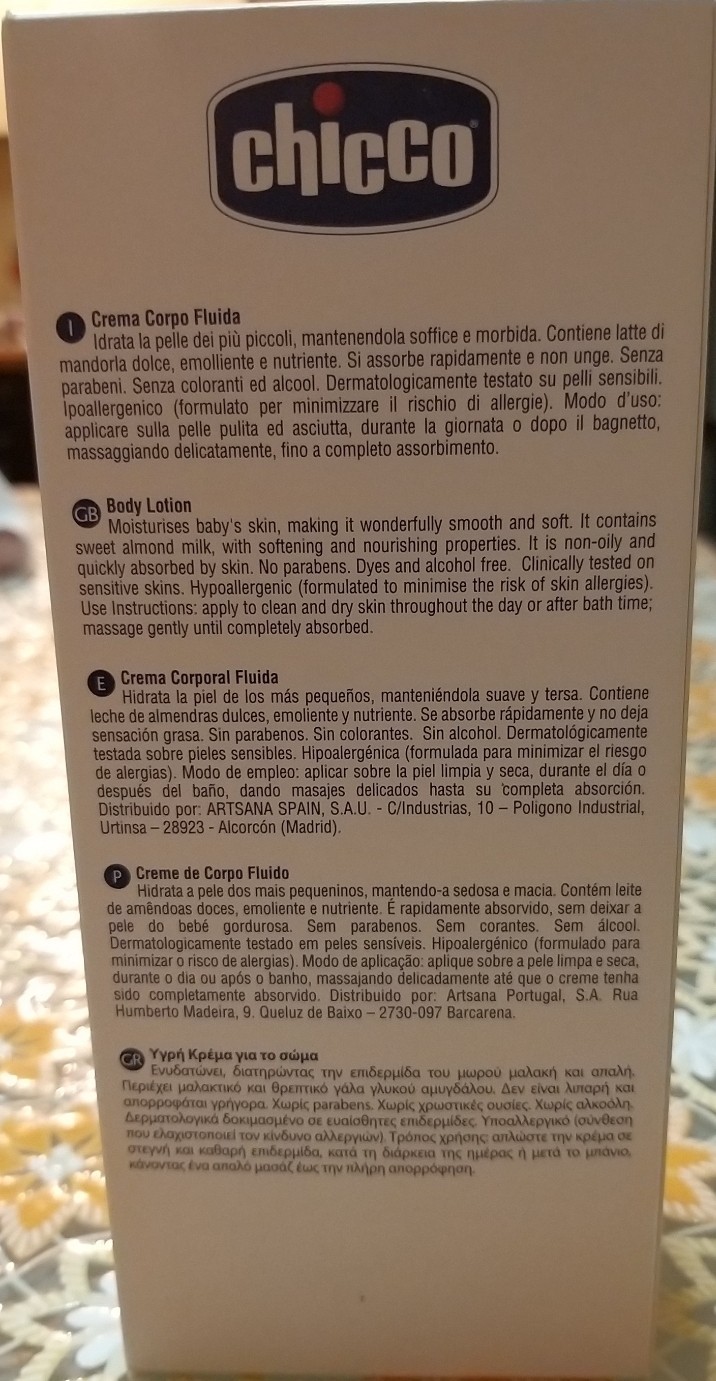 chicco®
I Crema Corpo Fluida
Idrata la pelle dei più piccoli, mantenendola soffice e morbida. Contiene latte di
mandorla dolce, emolliente e nutriente. Si assorbe rapidamente e non unge. Senza
parabeni. Senza coloranti ed alcool. Dermatologicamente testato su pelli sensibili.
Ipoallergenico (formulato per minimizzare il rischio di allergie). Modo d'uso:
applicare sulla pelle pulita ed asciutta, durante la giornata o dopo il bagnetto,
massaggiando delicatamente, fino a completo assorbimento.
GB Body Lotion
Moisturises baby's skin, making it wonderfully smooth and soft. It contains
sweet almond milk, with softening and nourishing properties. It is non-oily and
quickly absorbed by skin. No parabens. Dyes and alcohol free. Clinically tested on
sensitive skins. Hypoallergenic (formulated to minimise the risk of skin allergies).
Use Instructions: apply to clean and dry skin throughout the day or after bath time;
massage gently until completely absorbed.
E Crema Corporal Fluida
Hidrata la piel de los más pequeños, manteniéndola suave y tersa. Contiene
leche de almendras dulces, emoliente y nutriente. Se absorbe rápidamente y no deja
sensación grasa. Sin parabenos. Sin colorantes. Sin alcohol. Dermatológicamente
testada sobre pieles sensibles. Hipoalergénica (formulada para minimizar el riesgo
de alergias). Modo de empleo: aplicar sobre la piel limpia y seca, durante el día o
después del baño, dando masajes delicados hasta su completa absorción.
Distribuido por: ARTSANA SPAIN, S.A.U. - C/Industrias, 10 – Poligono Industrial,
Urtinsa – 28923 - Alcorcón (Madrid).
P Creme de Corpo Fluido
Hidrata a pele dos mais pequeninos, mantendo-a sedosa e macia. Contém leite
de amêndoas doces, emoliente e nutriente. É rapidamente absorvido, sem deixar a
pele do bebé gordurosa. Sem parabenos. Sem corantes. Sem álcool.
Dermatologicamente testado em peles sensíveis. Hipoalergénico (formulado para
minimizar o risco de alergias). Modo de aplicação: aplique sobre a pele limpa e seca,
durante o dia ou após o banho, massajando delicadamente até que o creme tenha
sido completamente absorvido. Distribuido por: Artsana Portugal, S.A. Rua
Humberto Madeira, 9. Queluz de Baixo – 2730-097 Barcarena.
GR Υγρή Κρέμα για το σώμα
Ενυδατώνει, διατηρώντας την επιδερμίδα του μωρού μαλακή και απαλή.
Περιέχει μαλακτικό και θρεπτικό γάλα γλυκού αμυγδάλου. Δεν είναι λιπαρή και
απορροφάται γρήγορα. Χωρίς parabens. Χωρίς χρωστικές ουσίες. Χωρίς αλκοόλη.
Δερματολογικά δοκιμασμένο σε ευαίσθητες επιδερμίδες. Υποαλλεργικό (σύνθεση
που ελαχιστοποιεί τον κίνδυνο αλλεργιών). Τρόπος χρήσης: απλώστε την κρέμα σε
στεγνή και καθαρή επιδερμίδα, κατά τη διάρκεια της ημέρας ή μετά το μπάνιο,
κάνοντας ένα απαλό μασάζ έως την πλήρη απορρόφηση.